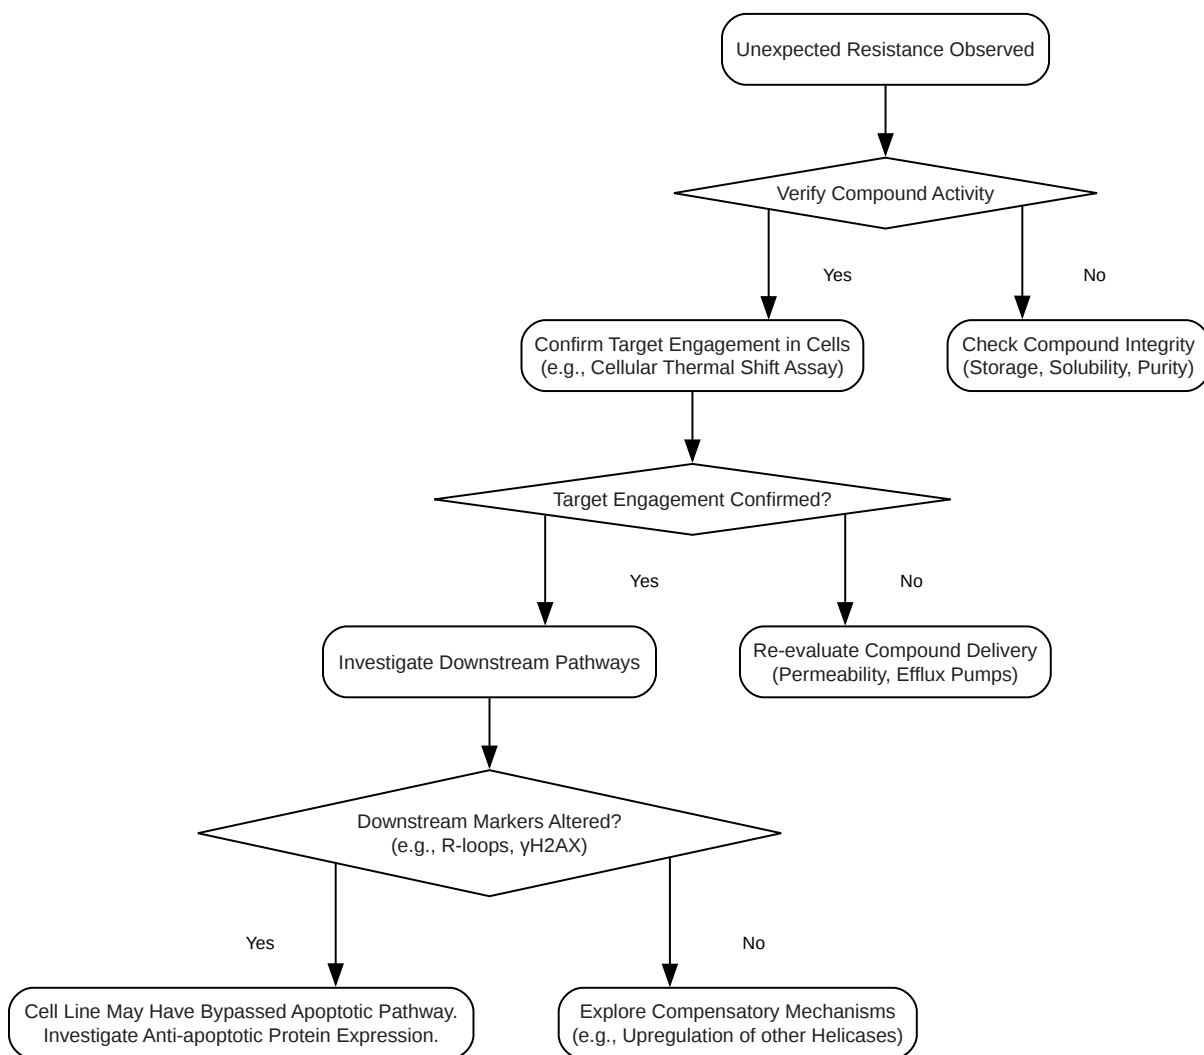 Unexpected Resistance Observed
Verify Compound Activity
Yes
No
Confirm Target Engagement in Cells
(e.g., Cellular Thermal Shift Assay)
Check Compound Integrity
(Storage, Solubility, Purity)
Target Engagement Confirmed?
Yes
No
Investigate Downstream Pathways
Re-evaluate Compound Delivery
(Permeability, Efflux Pumps)
Downstream Markers Altered?
(e.g., R-loops, γH2AX)
Yes
No
Cell Line May Have Bypassed Apoptotic Pathway.
Investigate Anti-apoptotic Protein Expression.
Explore Compensatory Mechanisms
(e.g., Upregulation of other Helicases)